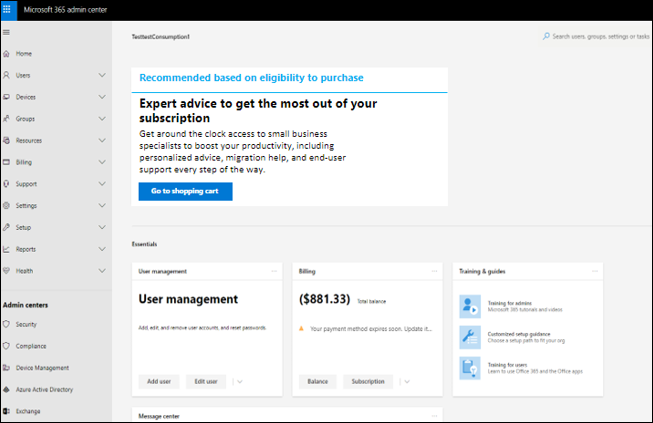 Microsoft 365 admin center
TesttestConsumption1
Search users, groups, settings or tasks
Home
Users
Devices
Groups
Resources
Billing
Support
Settings
Setup
Reports
Health
Admin centers
Security
Compliance
Device Management
Azure Active Directory
Exchange
Recommended based on eligibility to purchase
Expert advice to get the most out of your
subscription
Get around the clock access to small business
specialists to boost your productivity, including
personalized advice, migration help, and end-user
support every step of the way.
Go to shopping cart
Essentials
User management
User management
Add, edit, and remove user accounts, and reset passwords.
Add user
Edit user
Billing
($881.33) Total balance
Your payment method expires soon. Update it...
Balance
Subscription
Training & guides
Training for admins
Microsoft 365 tutorials and videos
Customized setup guidance
Choose a setup path to fit your org
Training for users
Learn to use Office 365 and the Office apps
Message center